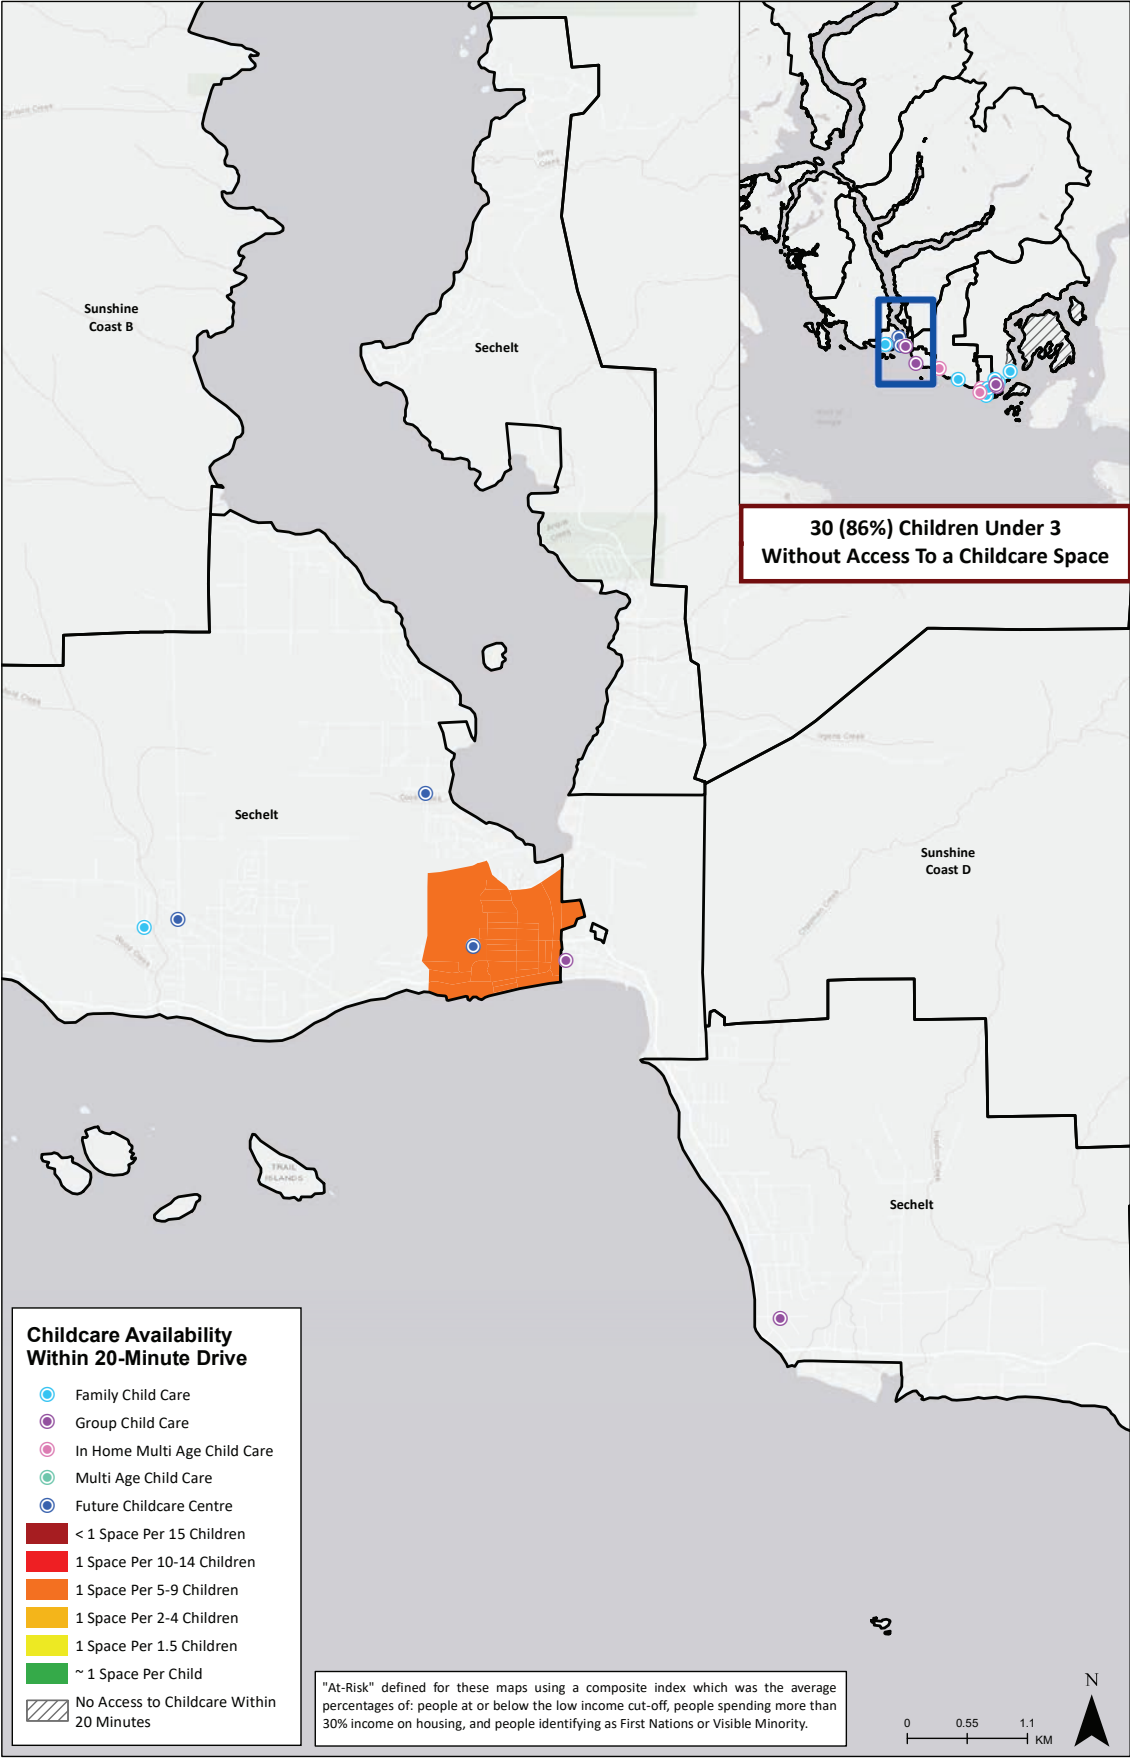 Sunshine
Coast B
Sechelt
30 (86%) Children Under 3
Without Access To a Childcare Space
Sechelt
Sunshine
Coast D
TRAIL
ISLANDS
Sechelt
Childcare Availability
Within 20-Minute Drive
Family Child Care
Group Child Care
In Home Multi Age Child Care
Multi Age Child Care
Future Childcare Centre
< 1 Space Per 15 Children
1 Space Per 10-14 Children
1 Space Per 5-9 Children
1 Space Per 2-4 Children
1 Space Per 1.5 Children
~ 1 Space Per Child
No Access to Childcare Within
20 Minutes
"At-Risk" defined for these maps using a composite index which was the average
percentages of: people at or below the low income cut-off, people spending more than
30% income on housing, and people identifying as First Nations or Visible Minority.
N
0 0.55 1.1
KM